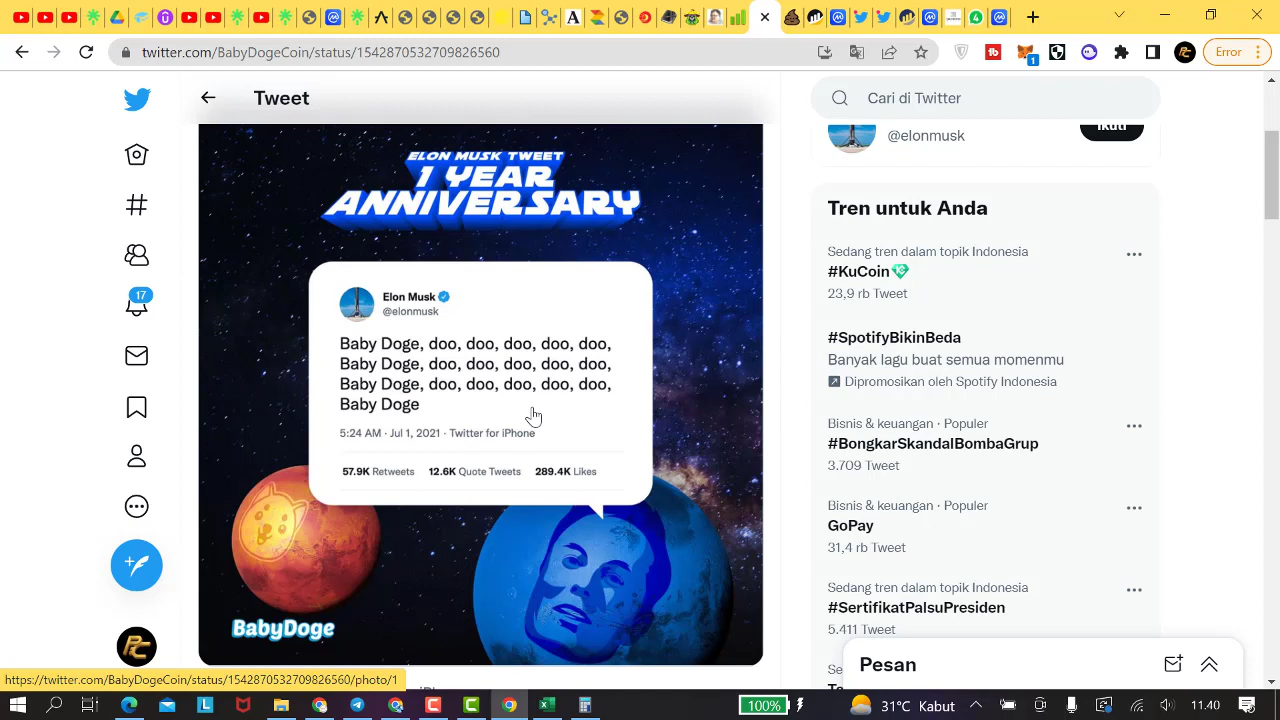 twitter.com/BabyDogeCoin/status/1542870532709826560
Error
1
Tweet
ELON MUSK TWEET
1 YEAR
ANNIVERSARY
Elon Musk
@elonmusk
Baby Doge, doo, doo, doo, doo, doo,
Baby Doge, doo, doo, doo, doo, doo,
Baby Doge, doo, doo, doo, doo, doo,
Baby Doge
5:24 AM · Jul 1, 2021 · Twitter for iPhone
57.9K Retweets 12.6K Quote Tweets 289.4K Likes
BabyDoge
17
Cari di Twitter
@elonmusk
Ikuti
Tren untuk Anda
Sedang tren dalam topik Indonesia
#KuCoin
23,9 rb Tweet
#SpotifyBikinBeda
Banyak lagu buat semua momenmu
Dipromosikan oleh Spotify Indonesia
Bisnis & keuangan · Populer
#BongkarSkandalBombaGrup
3.709 Tweet
Bisnis & keuangan · Populer
GoPay
31,4 rb Tweet
Sedang tren dalam topik Indonesia
#SertifikatPalsuPresiden
5.411 Tweet
Pesan
https://twitter.com/BabyDogeCoin/status/1542870532709826560/photo/1
100%
31°C Kabut
11.40